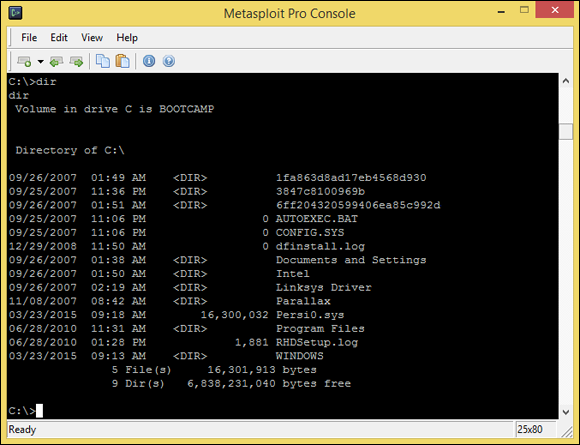 Metasploit Pro Console
File Edit View Help
C:\>dir
dir
 Volume in drive C is BOOTCAMP
 Directory of C:\
09/26/2007  01:49 AM    <DIR>          1fa863d8ad17eb4568d930
09/25/2007  11:36 PM    <DIR>          3847c8100969b
09/26/2007  01:51 AM    <DIR>          6ff204320599406ea85c992d
09/25/2007  11:06 PM                 0 AUTOEXEC.BAT
09/25/2007  11:06 PM                 0 CONFIG.SYS
12/29/2008  11:50 AM                 0 dfinstall.log
09/26/2007  01:38 AM    <DIR>          Documents and Settings
09/26/2007  01:50 AM    <DIR>          Intel
09/26/2007  02:19 AM    <DIR>          Linksys Driver
11/08/2007  08:42 AM    <DIR>          Parallax
03/23/2015  09:18 AM        16,300,032 Persi0.sys
06/28/2010  11:31 AM    <DIR>          Program Files
06/28/2010  01:28 PM             1,881 RHDSetup.log
03/23/2015  09:13 AM    <DIR>          WINDOWS
               5 File(s)     16,301,913 bytes
               9 Dir(s)   6,838,231,040 bytes free
C:\>
Ready 25x80